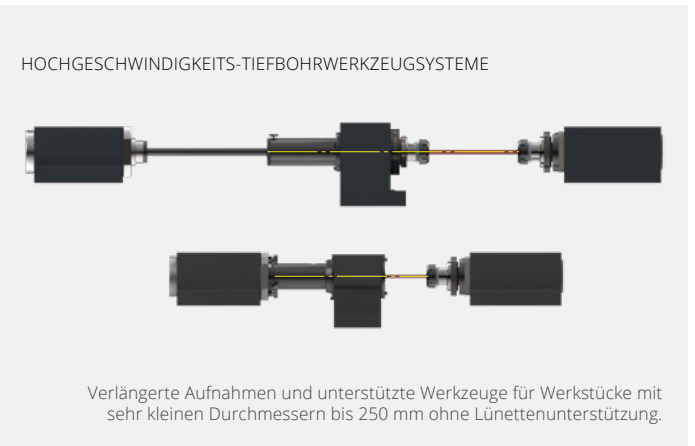 HOCHGESCHWINDIGKEITS-TIEFBOHRWERKZEUGSYSTEME
Verlängerte Aufnahmen und unterstützte Werkzeuge für Werkstücke mit
sehr kleinen Durchmessern bis 250 mm ohne Lünettenunterstützung.